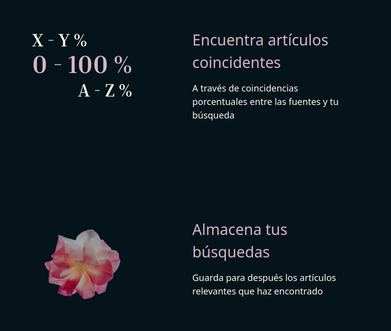 X - Y %
0 - 100 %
A - Z %
Encuentra artículos
coincidentes
A través de coincidencias
porcentuales entre las fuentes y tu
búsqueda
Almacena tus
búsquedas
Guarda para después los artículos
relevantes que haz encontrado